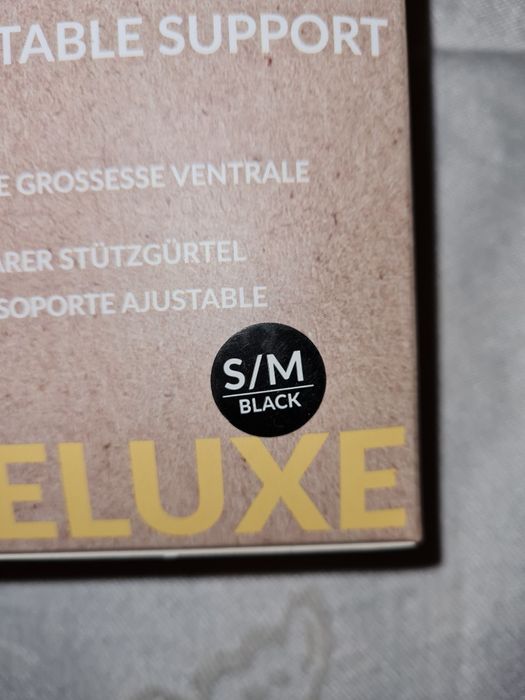 TABLE SUPPORT
E GROSSESSE VENTRALE
ARER STÜTZGÜRTEL
SOPORTE AJUSTABLE
S/M
BLACK
ELUXE